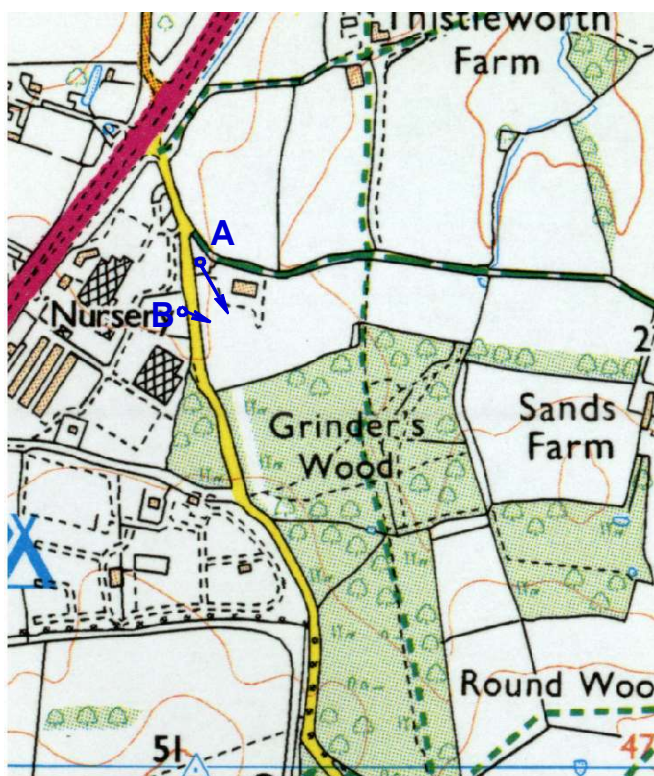 Thistleworth
Farm
A
B
Nursery
Grinder's
Wood
Sands
Farm
2
Round Woo
51
47